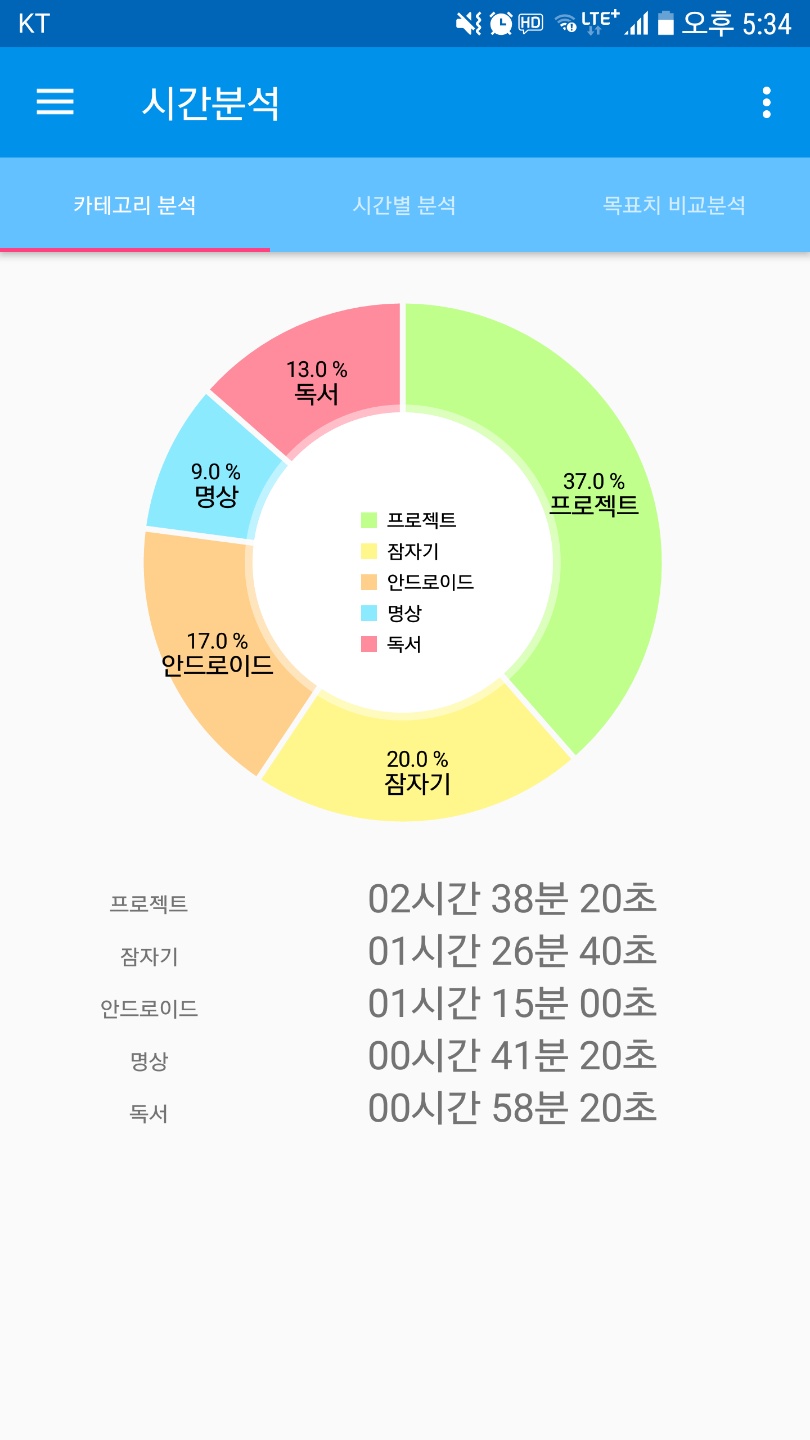 KT HD LTE+ 오후 5:34
시간분석
카테고리 분석 시간별 분석 목표치 비교분석
13.0 %
독서
37.0 %
프로젝트
9.0 %
명상
프로젝트
잠자기
안드로이드
명상
독서
17.0 %
안드로이드
20.0 %
잠자기
프로젝트 02시간 38분 20초
잠자기 01시간 26분 40초
안드로이드 01시간 15분 00초
명상 00시간 41분 20초
독서 00시간 58분 20초